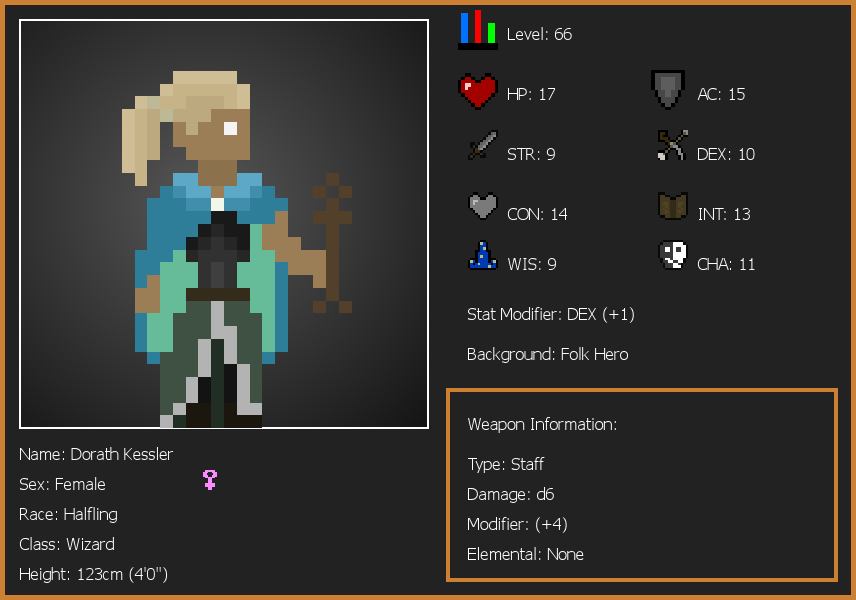 Level: 66
HP: 17
AC: 15
STR: 9
DEX: 10
CON: 14
INT: 13
WIS: 9
CHA: 11
Stat Modifier: DEX (+1)
Background: Folk Hero
Weapon Information:
Type: Staff
Damage: d6
Modifier: (+4)
Elemental: None
Name: Dorath Kessler
Sex: Female
Race: Halfling
Class: Wizard
Height: 123cm (4'0")